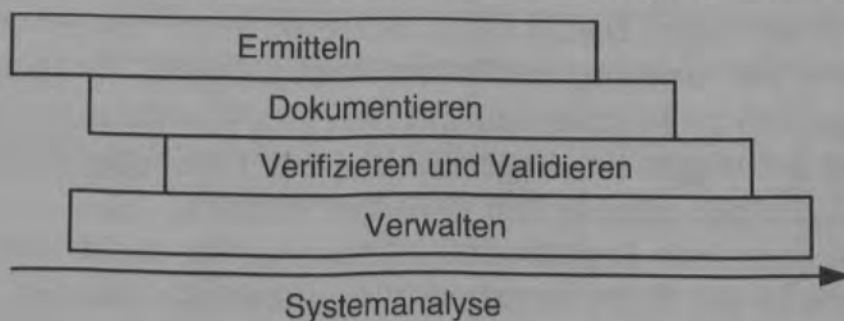 Ermitteln
Dokumentieren
Verifizieren und Validieren
Verwalten
Systemanalyse